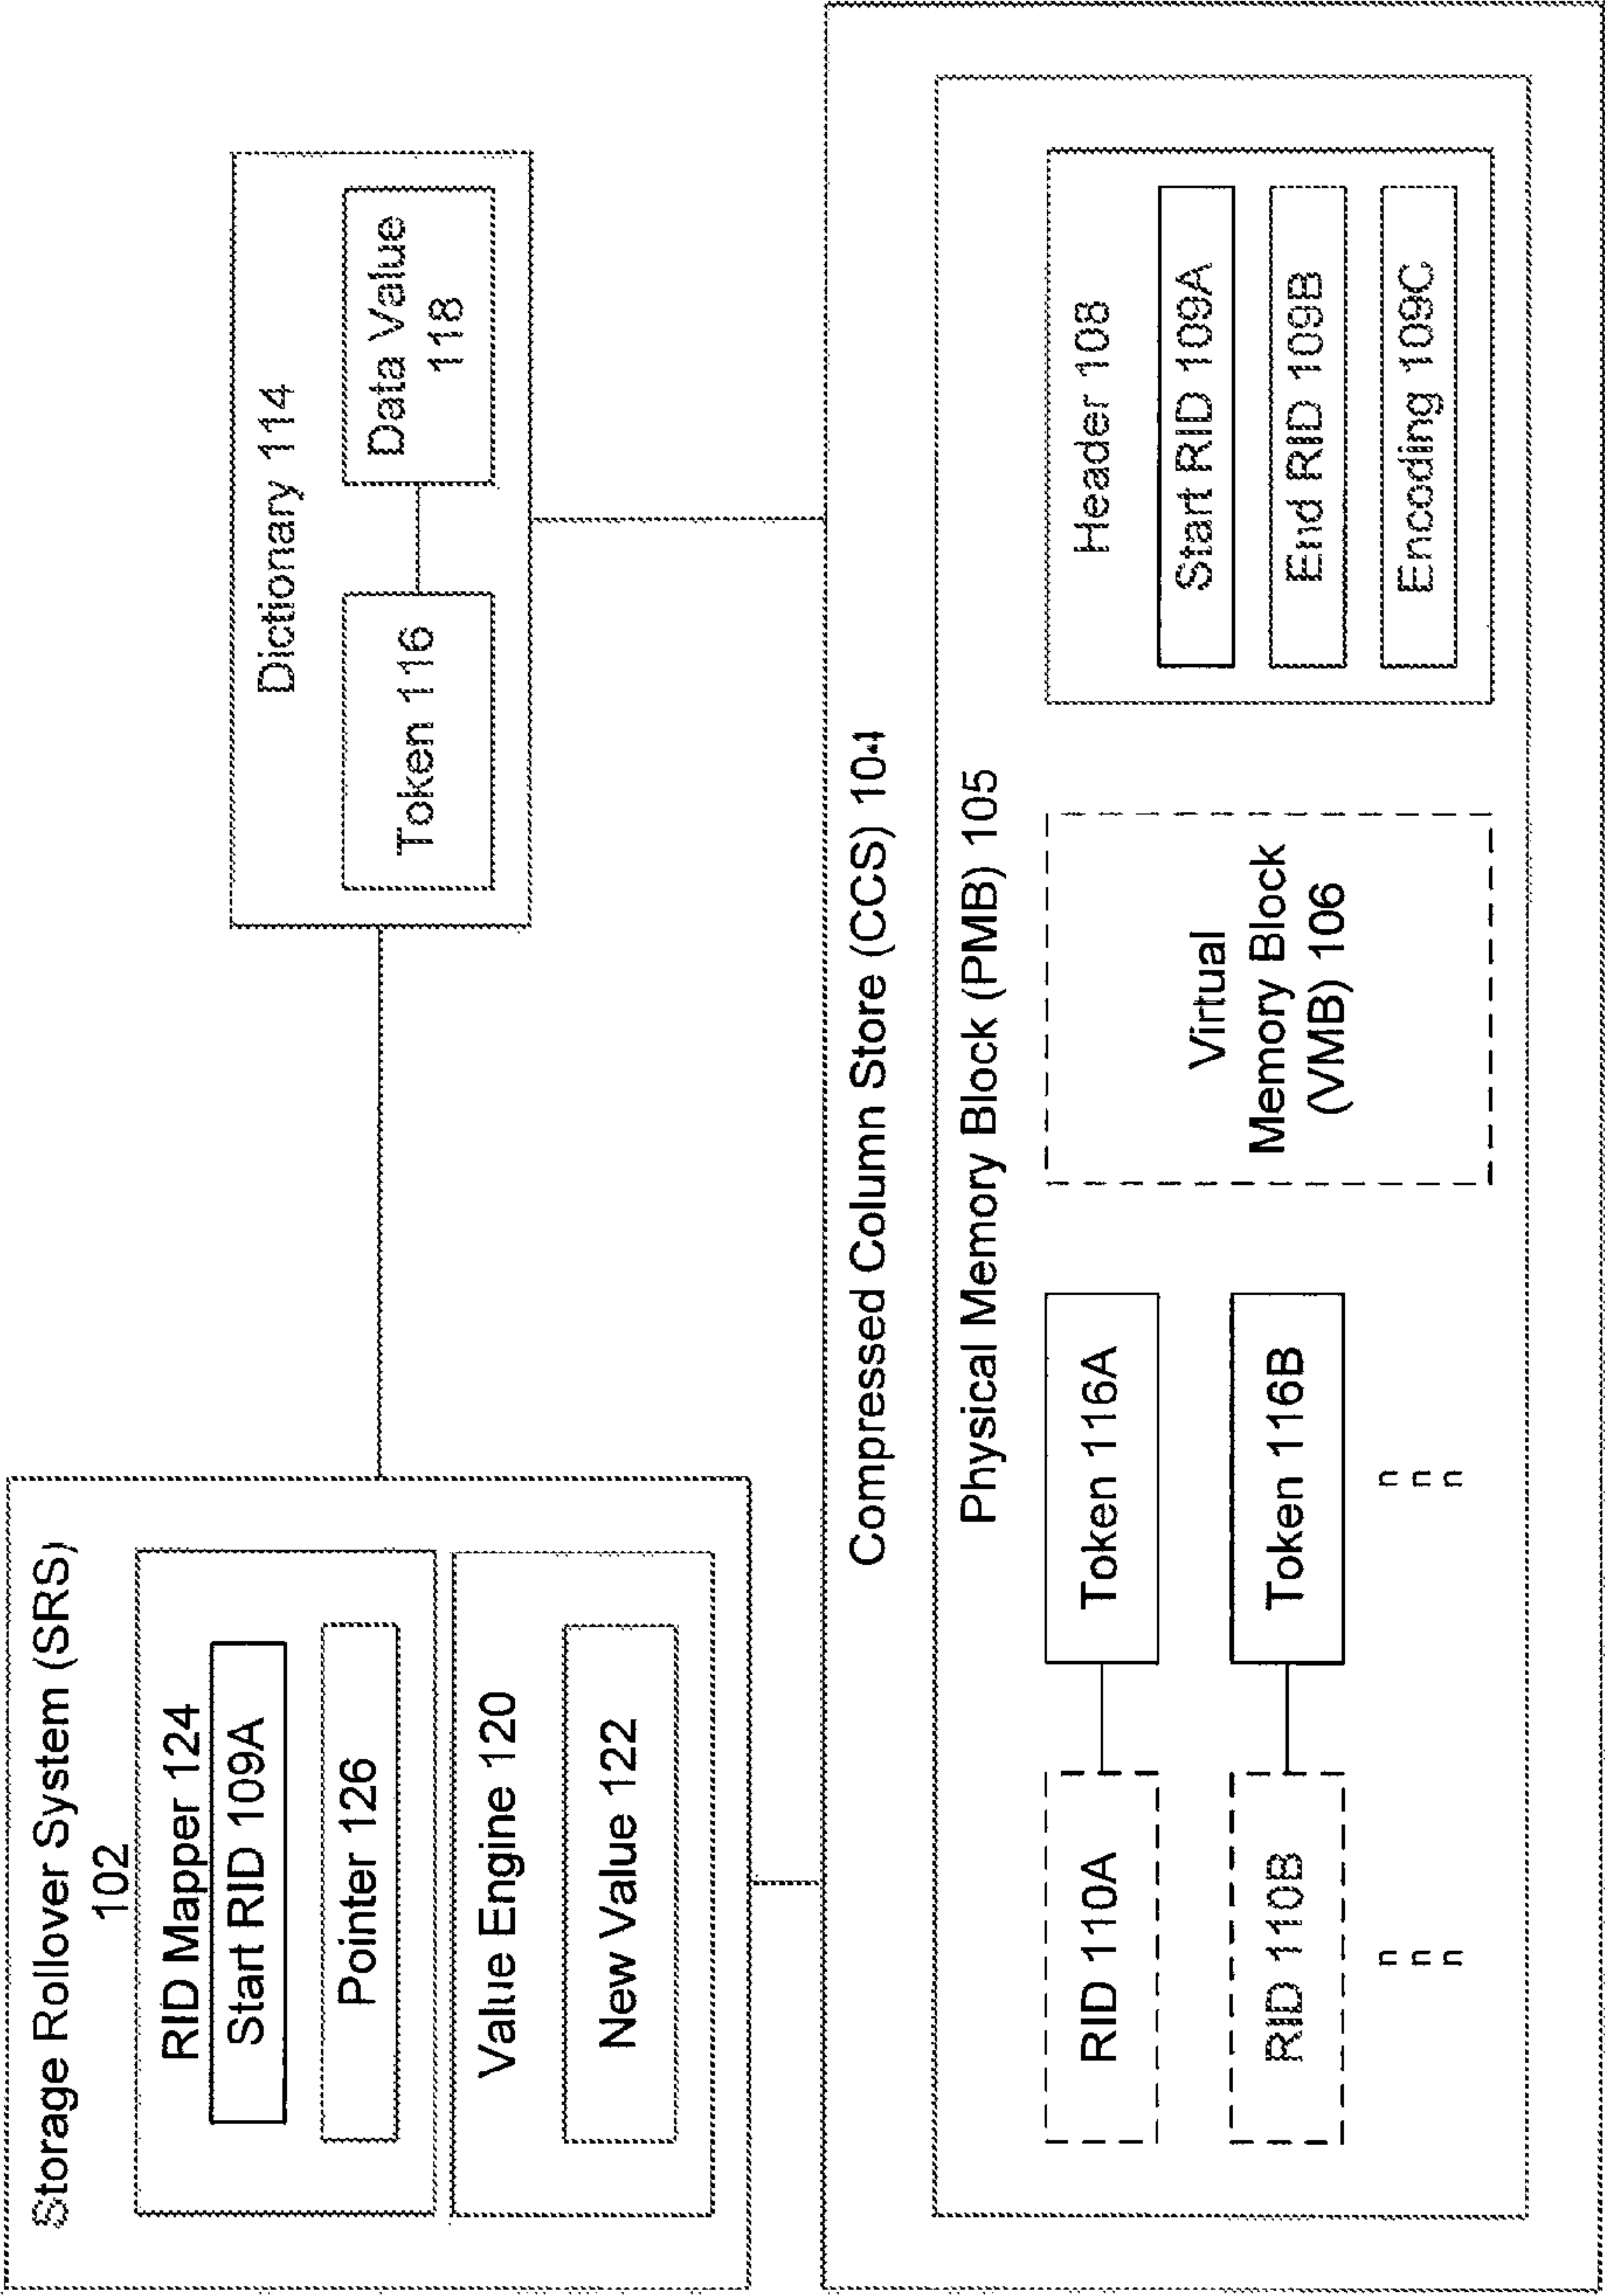 Storage Rollover System (SRS)
102
RID Mapper 124
Start RID 109A
Pointer 126
Value Engine 120
New Value 122
Dictionary 114
Token 116
Data Value
118
Compressed Column Store (CCS) 104
Physical Memory Block (PMB) 105
RID 110A
Token 116A
RID 110B
Token 116B
n
n
n
n
n
n
Virtual
Memory Block
(VMB) 106
Header 108
Start RID 109A
End RID 109B
Encoding 109C